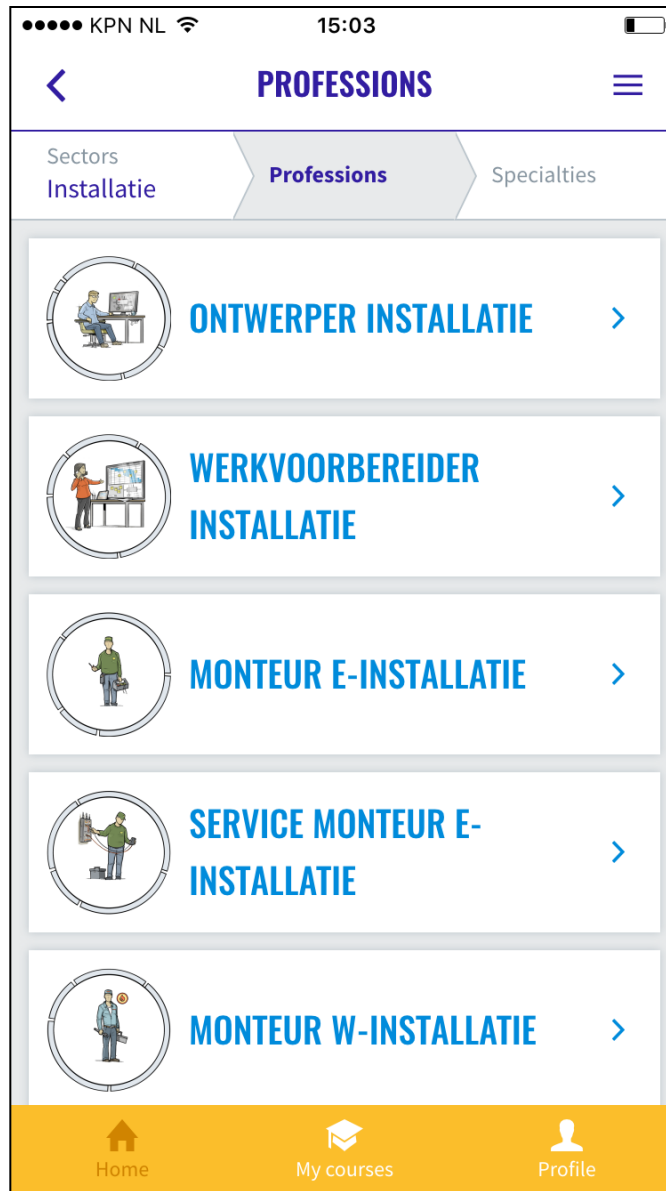 KPN NL 15:03
PROFESSIONS
Sectors
Installatie
Professions
Specialties
ONTWERPER INSTALLATIE
WERKVOORBEREIDER
INSTALLATIE
MONTEUR E-INSTALLATIE
SERVICE MONTEUR E-
INSTALLATIE
MONTEUR W-INSTALLATIE
Home
My courses
Profile